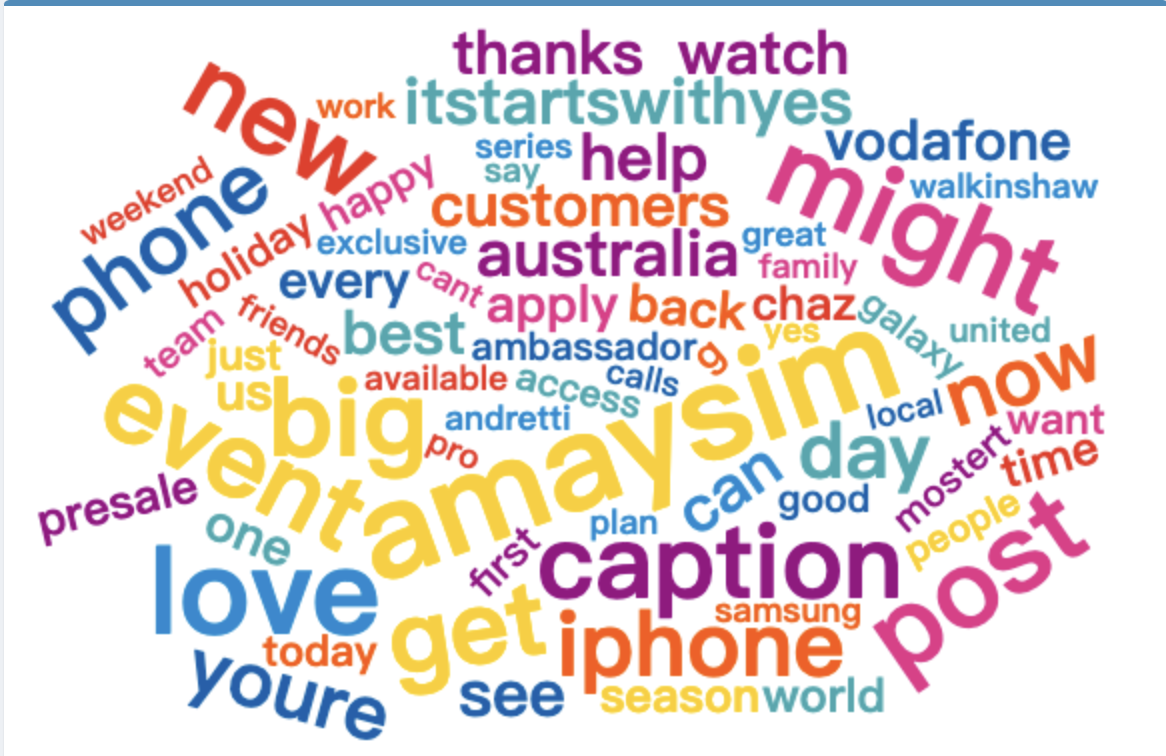 thanks watch
new
work
itstartswithyes
vodafone
series
help
might
say
weekend
phone
happy
walkinshaw
customers
holiday
exclusive
australia
great
family
every
cant
apply
back
chaz
galaxy
united
team
friends
best
yes
just
ambassador
g
now
available
access
calls
us
big
andretti
local
want
event
amaysim
pro
day
mostert
time
can
good
presale
people
one
plan
first
caption
post
love
get
samsung
iphone
today
youre
see
season
world